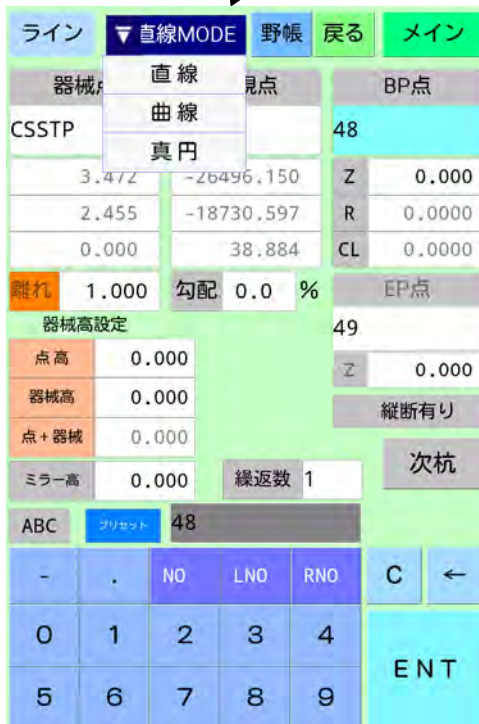 ライン ▼直線MODE 野帳 戻る メイン
直線
曲線
真円
器械 視点 BP点
CSSTP 48
3.472 -26496.150 Z 0.000
2.455 -18730.597 R 0.0000
0.000 38.884 CL 0.0000
離れ 1.000 勾配 0.0 % EP点
器械高設定 49
点高 0.000 Z 0.000
器械高 0.000 縦断有り
点+器械 0.000
ミラー高 0.000 繰返数 1 次杭
ABC プリセット 48
- . NO LNO RNO C ←
0 1 2 3 4 ENT
5 6 7 8 9